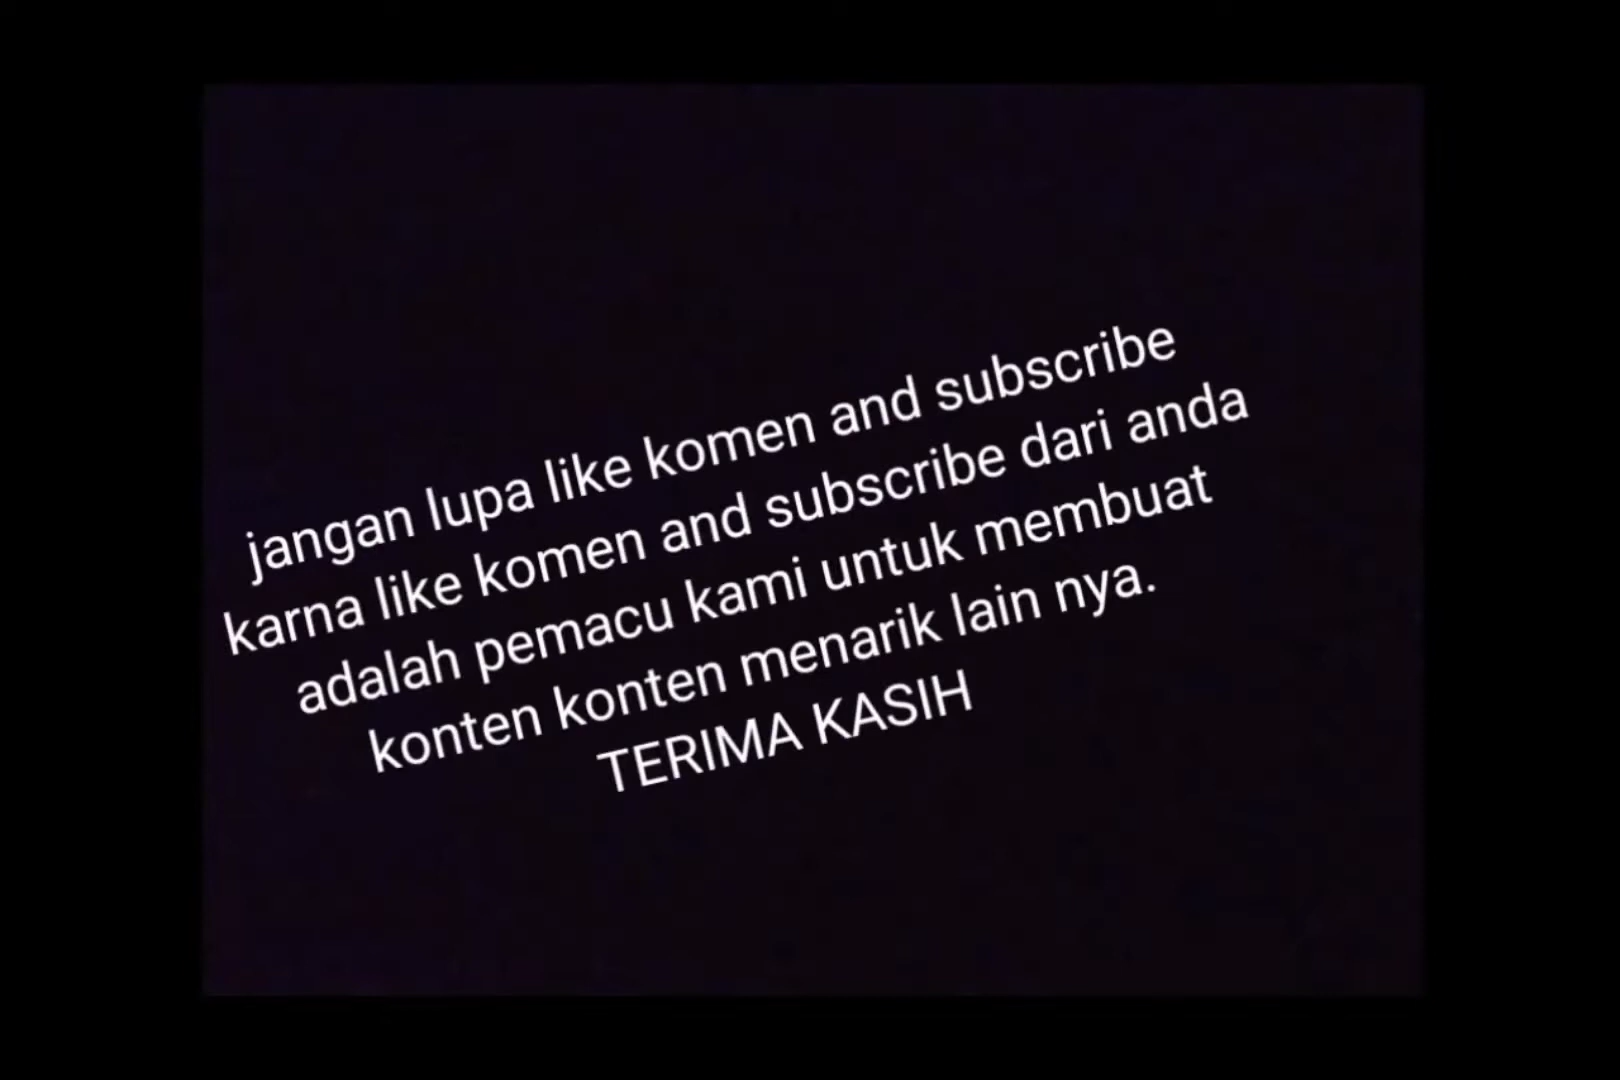 jangan lupa like komen and subscribe
karna like komen and subscribe dari anda
adalah pemacu kami untuk membuat
konten konten menarik lain nya.
TERIMA KASIH